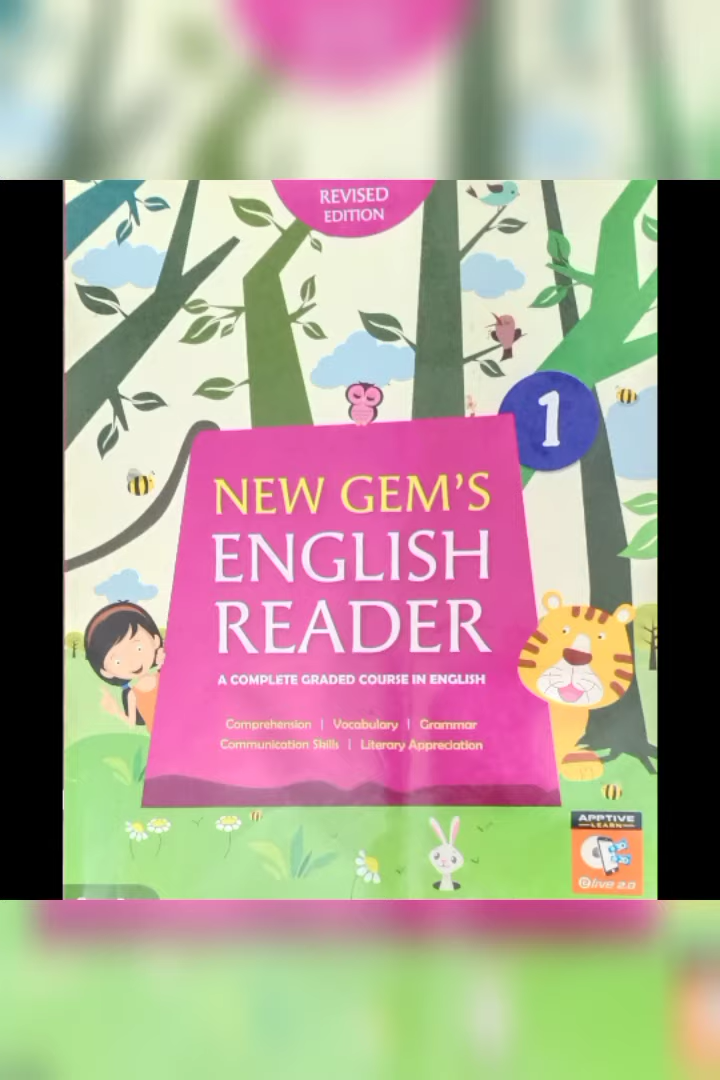 REVISED
EDITION
1
NEW GEM'S
ENGLISH
READER
A COMPLETE GRADED COURSE IN ENGLISH
Comprehension | Vocabulary | Grammar
Communication Skills | Literary Appreciation
APPTIVE
LEARN
elive 2.0